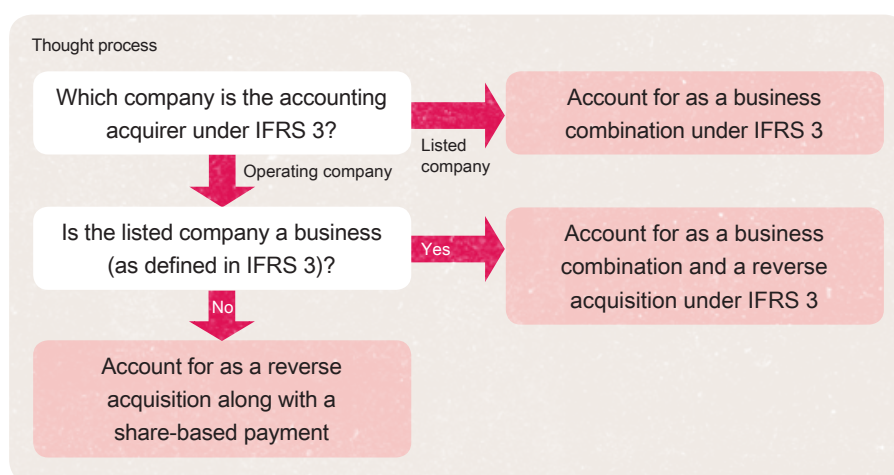 Thought process
Which company is the accounting
acquirer under IFRS 3?
Listed
company
Account for as a business
combination under IFRS 3
Operating company
Is the listed company a business
(as defined in IFRS 3)?
Yes
Account for as a business
combination and a reverse
acquisition under IFRS 3
No
Account for as a reverse
acquisition along with a
share-based payment